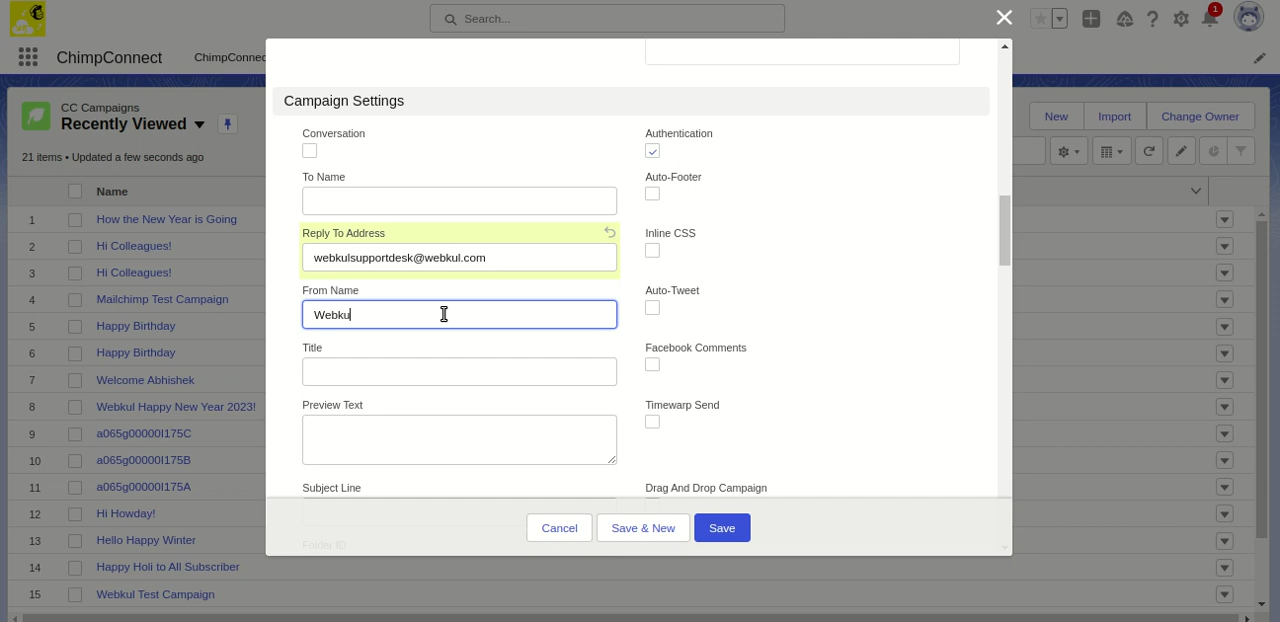 Search...
1
ChimpConnect
ChimpConnec
CC Campaigns
Recently Viewed
21 items • Updated a few seconds ago
New
Import
Change Owner
Name
1 How the New Year is Going
2 Hi Colleagues!
3 Hi Colleagues!
4 Mailchimp Test Campaign
5 Happy Birthday
6 Happy Birthday
7 Welcome Abhishek
8 Webkul Happy New Year 2023!
9 a065g00000I175C
10 a065g00000I175B
11 a065g00000I175A
12 Hi Howday!
13 Hello Happy Winter
14 Happy Holi to All Subscriber
15 Webkul Test Campaign
Campaign Settings
Conversation
Authentication
To Name
Auto-Footer
Reply To Address
webkulsupportdesk@webkul.com
Inline CSS
From Name
Webku
Auto-Tweet
Title
Facebook Comments
Preview Text
Timewarp Send
Subject Line
Drag And Drop Campaign
Folder ID
Cancel
Save & New
Save